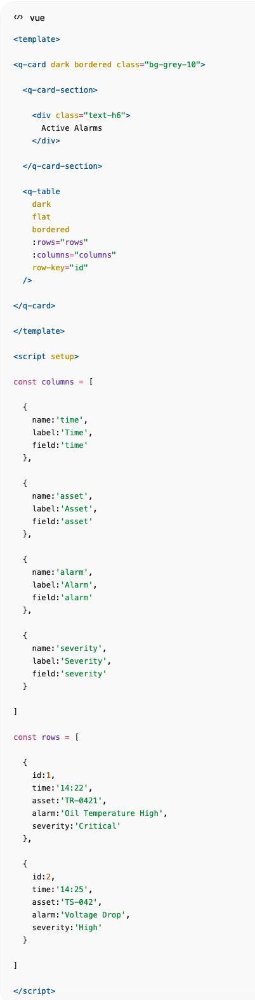 vue
<template>
<q-card dark bordered class="bg-grey-10">
<q-card-section>
<div class="text-h6">
Active Alarms
</div>
</q-card-section>
<q-table
dark
flat
bordered
:rows="rows"
:columns="columns"
row-key="id"
/>
</q-card>
</template>
<script setup>
const columns = [
{
name:'time',
label:'Time',
field:'time'
},
{
name:'asset',
label:'Asset',
field:'asset'
},
{
name:'alarm',
label:'Alarm',
field:'alarm'
},
{
name:'severity',
label:'Severity',
field:'severity'
}
]
const rows = [
{
id:1,
time:'14:22',
asset:'TR-0421',
alarm:'Oil Temperature High',
severity:'Critical'
},
{
id:2,
time:'14:25',
asset:'TS-042',
alarm:'Voltage Drop',
severity:'High'
}
]
</script>